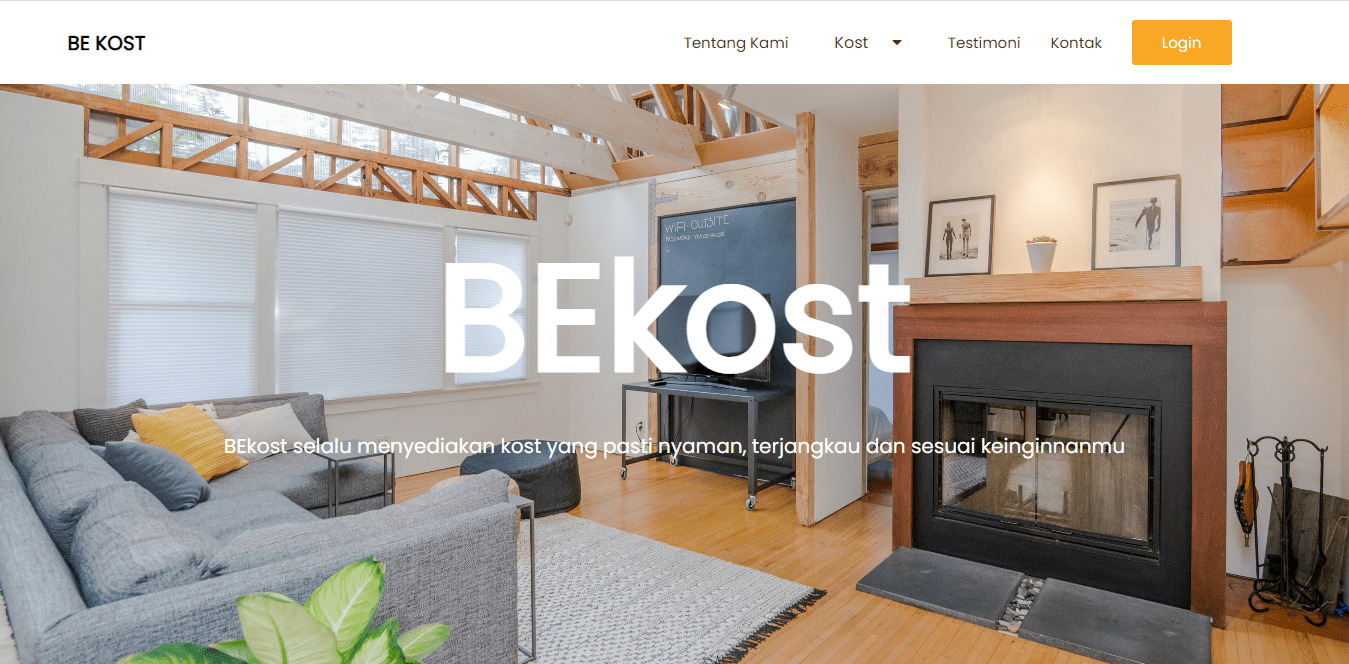 BE KOST
Tentang Kami Kost Testimoni Kontak Login
WIFI: OUTSITE
BEkost
BEkost selalu menyediakan kost yang pasti nyaman, terjangkau dan sesuai keinginnanmu